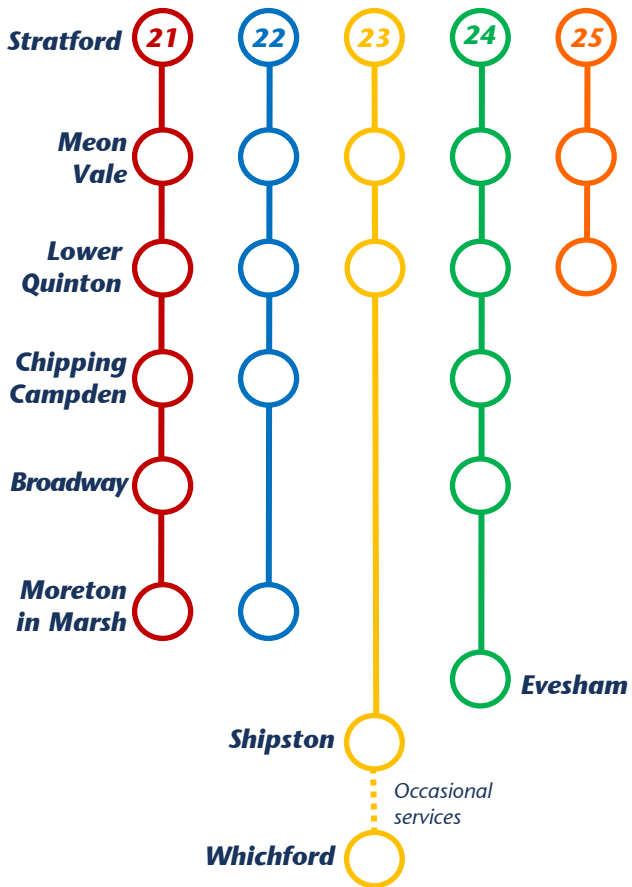 Stratford 21 22 23 24 25
Meon
Vale
Lower
Quinton
Chipping
Campden
Broadway
Moreton
in Marsh
Evesham
Shipston
Occasional
services
Whichford